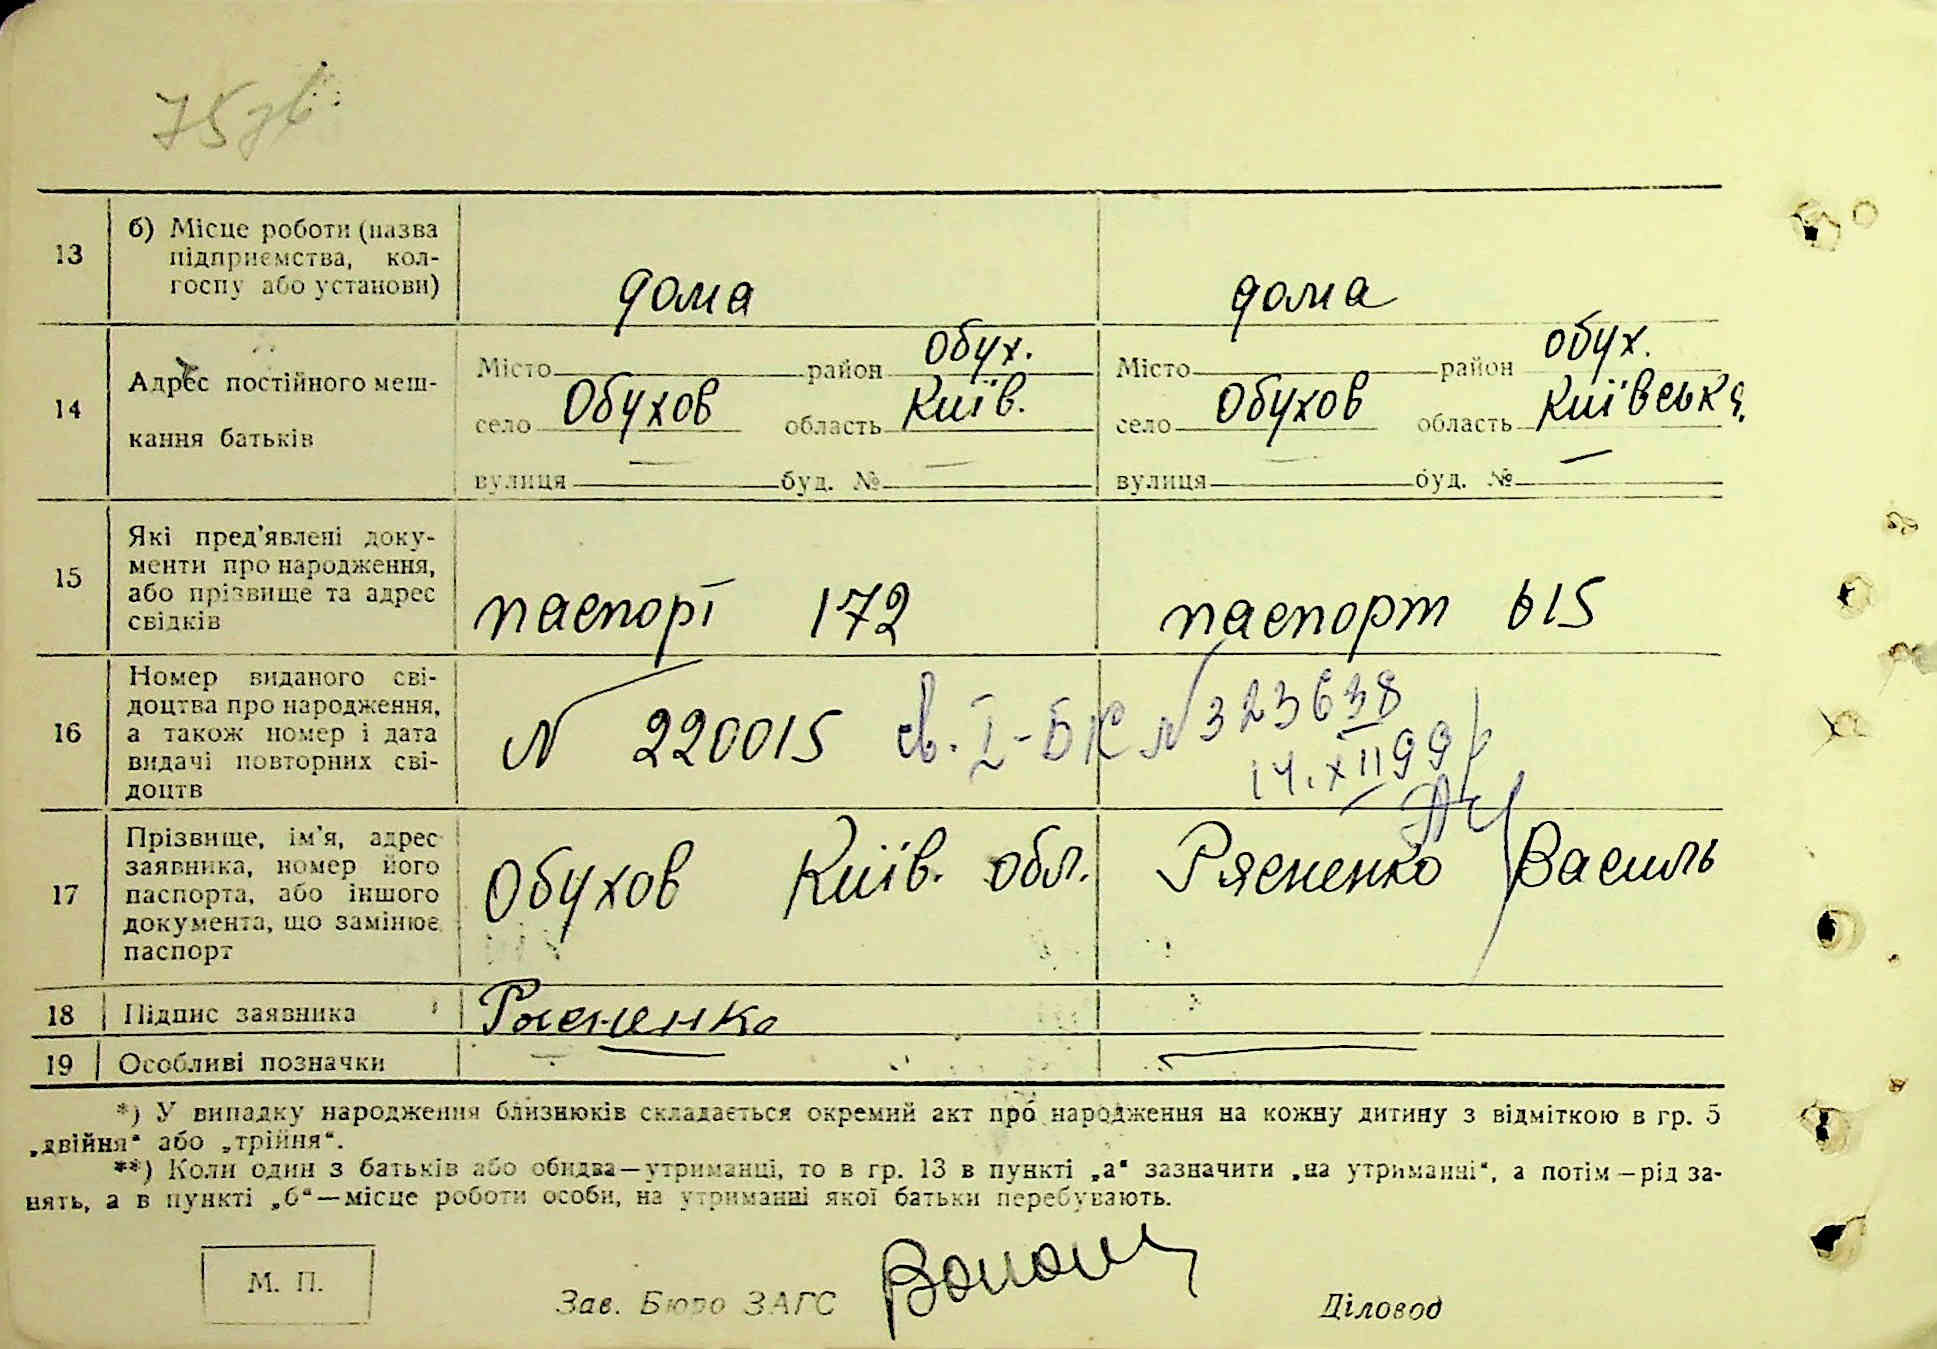 75 зв.
13 б) Місце роботи (назва
підприємства, кол-
госпу або установи)
дома дома
14 Адрес постійного меш-
кання батьків
Місто район Обух. Місто район Обух.
село Обухов область Київ. село Обухов область Київська
вулиця — буд. № — вулиця — буд. № —
15 Які пред'явлені доку-
менти про народження,
або прізвище та адрес
свідків
паспорт 172 паспорт 615
16 Номер виданого сві-
доцтва про народження,
а також номер і дата
видачі повторних сві-
доцтв
№ 220015 св. I-БК №323638
14.XII 99р
17 Прізвище, ім'я, адрес
заявника, номер його
паспорта, або іншого
документа, що замінює
паспорт
Обухов Київ. обл. Рясненко Василь
18 Підпис заявника Рясненко
19 Особливі позначки
*) У випадку народження близнюків складається окремий акт про народження на кожну дитину з відміткою в гр. 5
„двійня“ або „трійня“.
**) Коли один з батьків або обидва—утриманці, то в гр. 13 в пункті „а“ зазначити „на утриманні“, а потім—рід за-
нять, а в пункті „б“—місце роботи особи, на утриманні якої батьки перебувають.
М. П.
Зав. Бюро ЗАГС Діловод